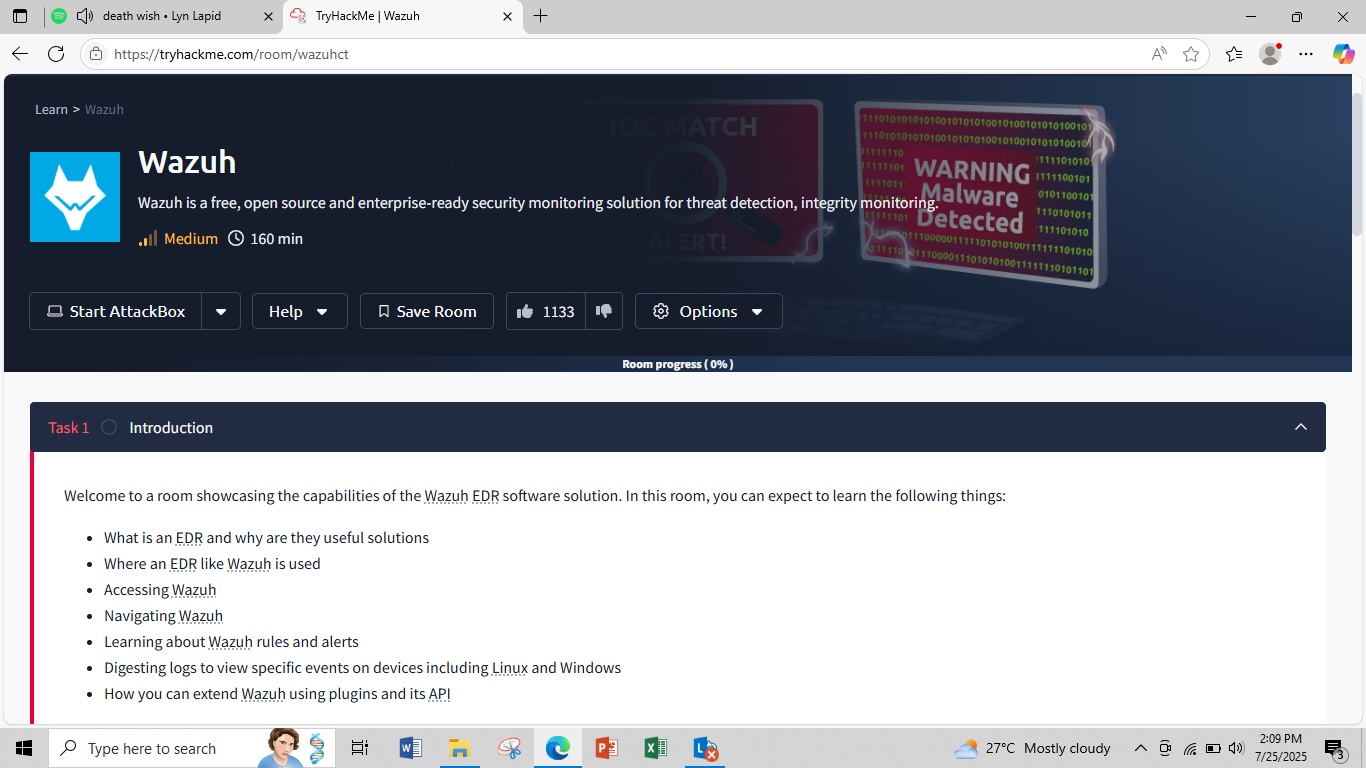 death wish • Lyn Lapid
TryHackMe | Wazuh
https://tryhackme.com/room/wazuhct
Learn > Wazuh
IOC MATCH
ALERT!
WARNING
Malware
Detected
Wazuh
Wazuh is a free, open source and enterprise-ready security monitoring solution for threat detection, integrity monitoring.
Medium 160 min
Start AttackBox Help Save Room 1133 Options
Room progress ( 0% )
Task 1 Introduction
Welcome to a room showcasing the capabilities of the Wazuh EDR software solution. In this room, you can expect to learn the following things:
• What is an EDR and why are they useful solutions
• Where an EDR like Wazuh is used
• Accessing Wazuh
• Navigating Wazuh
• Learning about Wazuh rules and alerts
• Digesting logs to view specific events on devices including Linux and Windows
• How you can extend Wazuh using plugins and its API
Type here to search
27°C Mostly cloudy
2:09 PM
7/25/2025
3